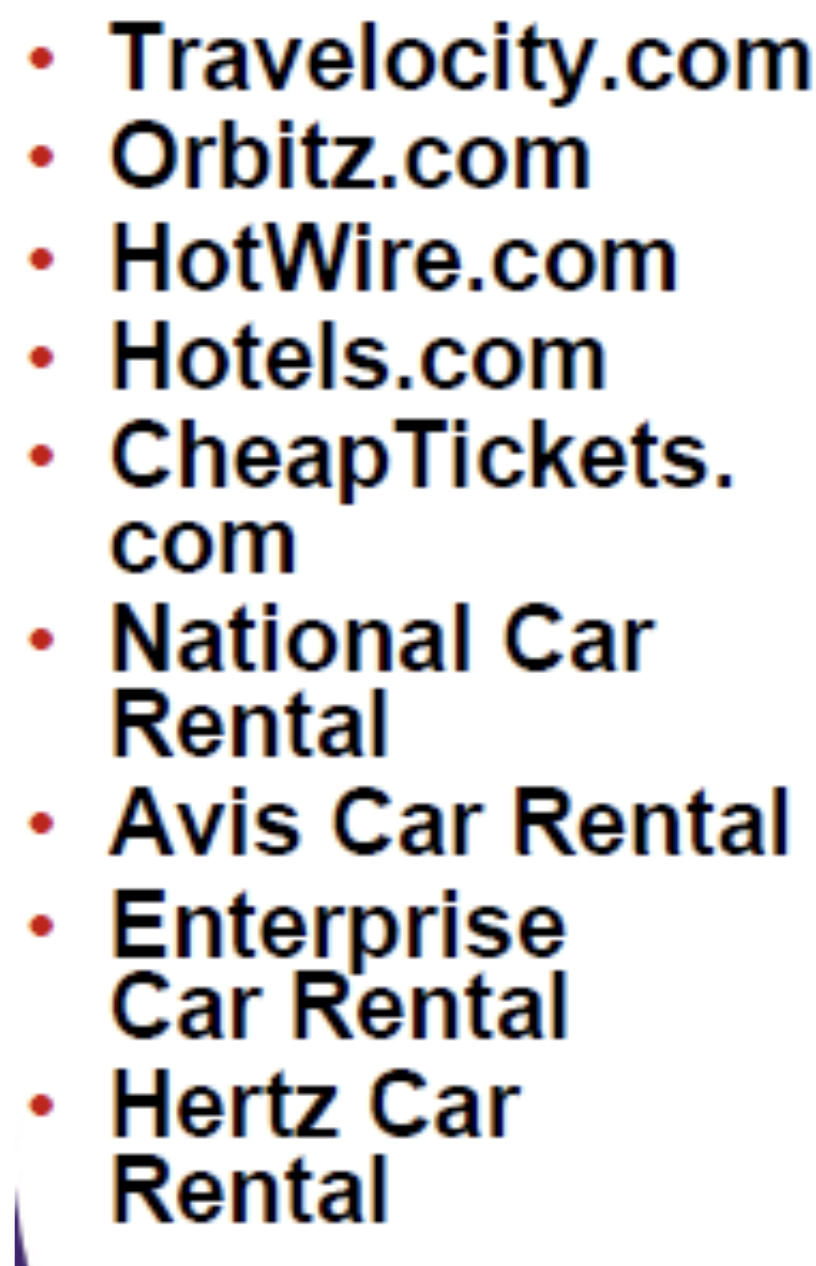 • Travelocity.com
• Orbitz.com
• HotWire.com
• Hotels.com
• CheapTickets.
com
• National Car
Rental
• Avis Car Rental
• Enterprise
Car Rental
• Hertz Car
Rental